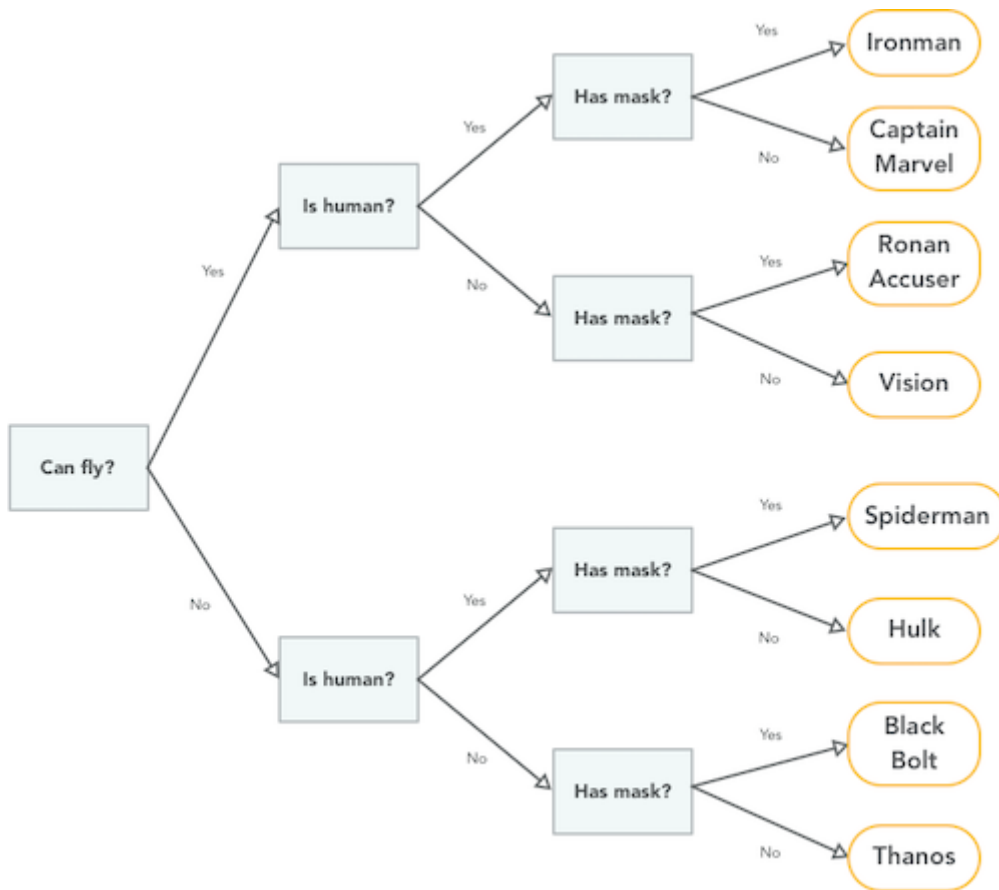 Yes
Ironman
Has mask?
Yes
No
Captain
Marvel
Is human?
Yes
No
Yes
Ronan
Accuser
Has mask?
No
Vision
Can fly?
Yes
Spiderman
Has mask?
No
Yes
No
Hulk
Is human?
No
Yes
Black
Bolt
Has mask?
No
Thanos